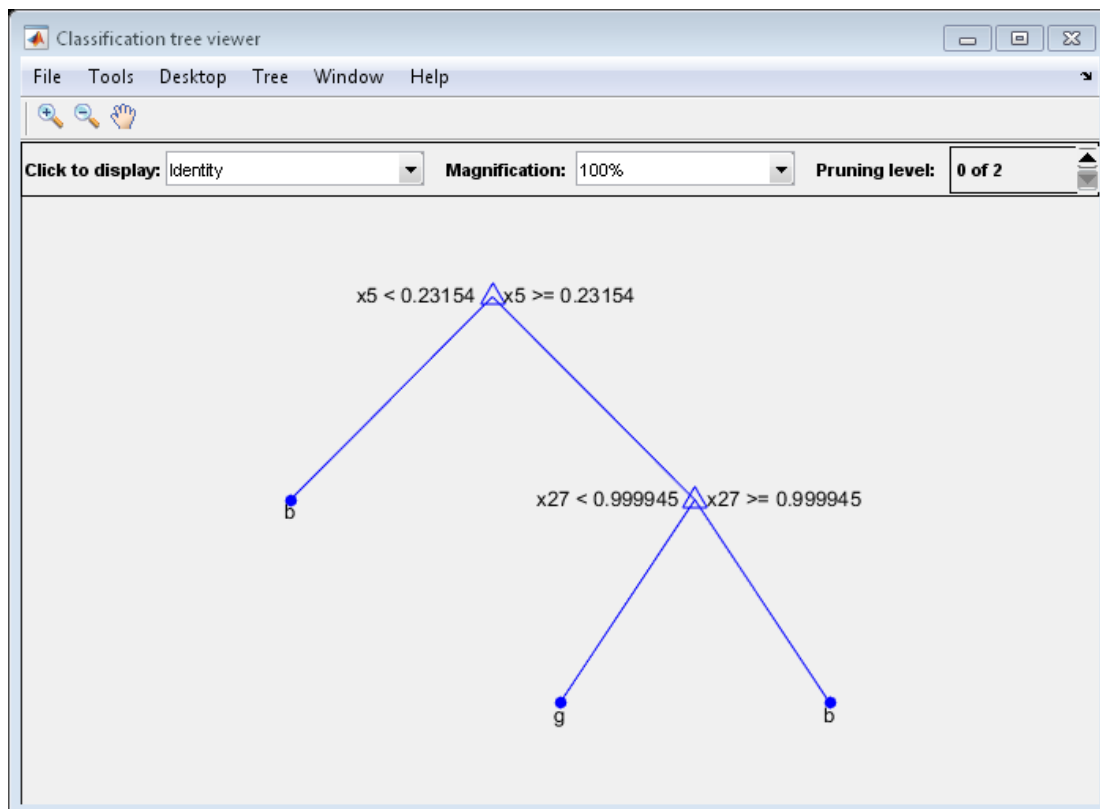 Classification tree viewer
File Tools Desktop Tree Window Help
Click to display: Identity Magnification: 100% Pruning level: 0 of 2
x5 < 0.23154 x5 >= 0.23154
b x27 < 0.999945 x27 >= 0.999945
g b